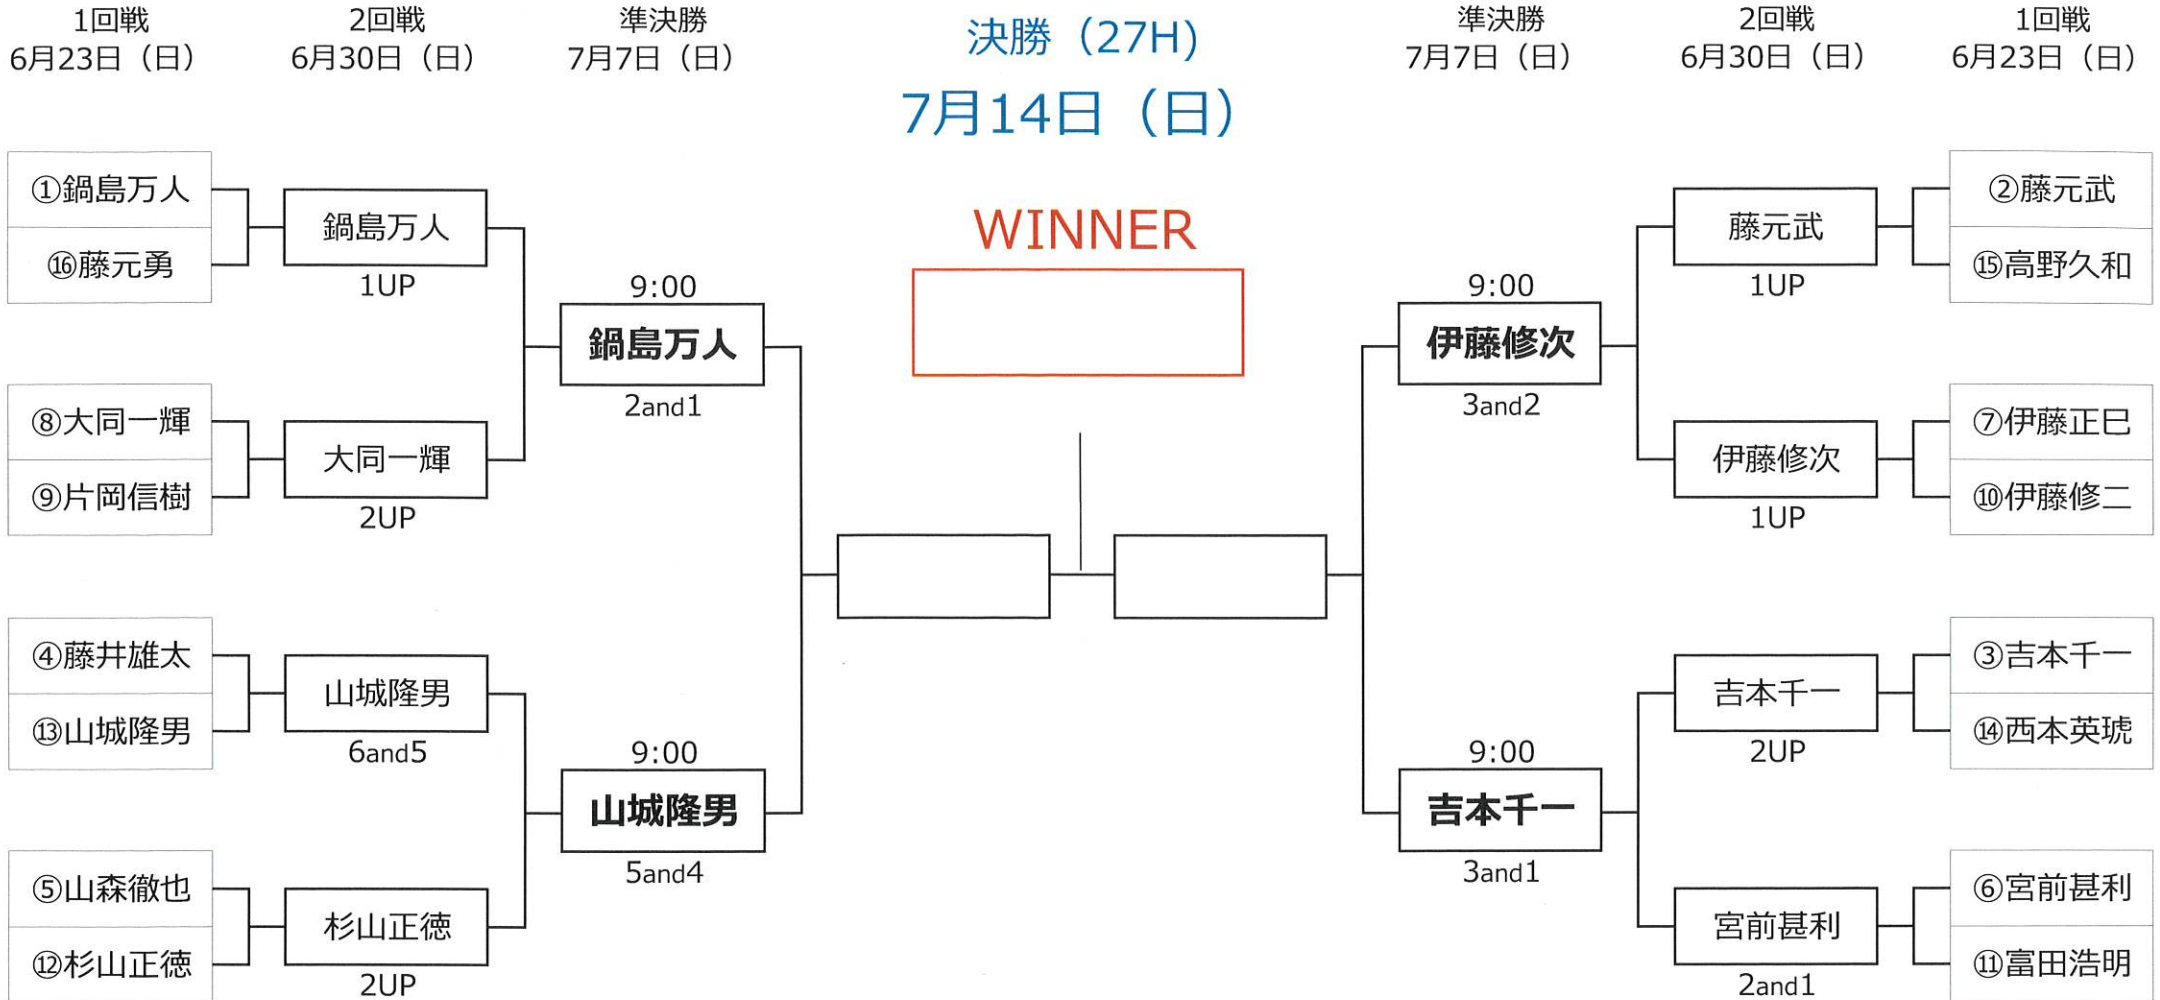 1回戦
6月23日（日）
2回戦
6月30日（日）
準決勝
7月7日（日）
決勝（27H)
7月14日（日）
準決勝
7月7日（日）
2回戦
6月30日（日）
1回戦
6月23日（日）
WINNER
①鍋島万人
⑯藤元勇
⑧大同一輝
⑨片岡信樹
④藤井雄太
⑬山城隆男
⑤山森徹也
⑫杉山正徳
鍋島万人
1UP
大同一輝
2UP
山城隆男
6and5
杉山正徳
2UP
9:00
鍋島万人
2and1
9:00
山城隆男
5and4
9:00
伊藤修次
3and2
9:00
吉本千一
3and1
藤元武
1UP
伊藤修次
1UP
吉本千一
2UP
宮前甚利
2and1
②藤元武
⑮高野久和
⑦伊藤正巳
⑩伊藤修二
③吉本千一
⑭西本英琥
⑥宮前甚利
⑪富田浩明